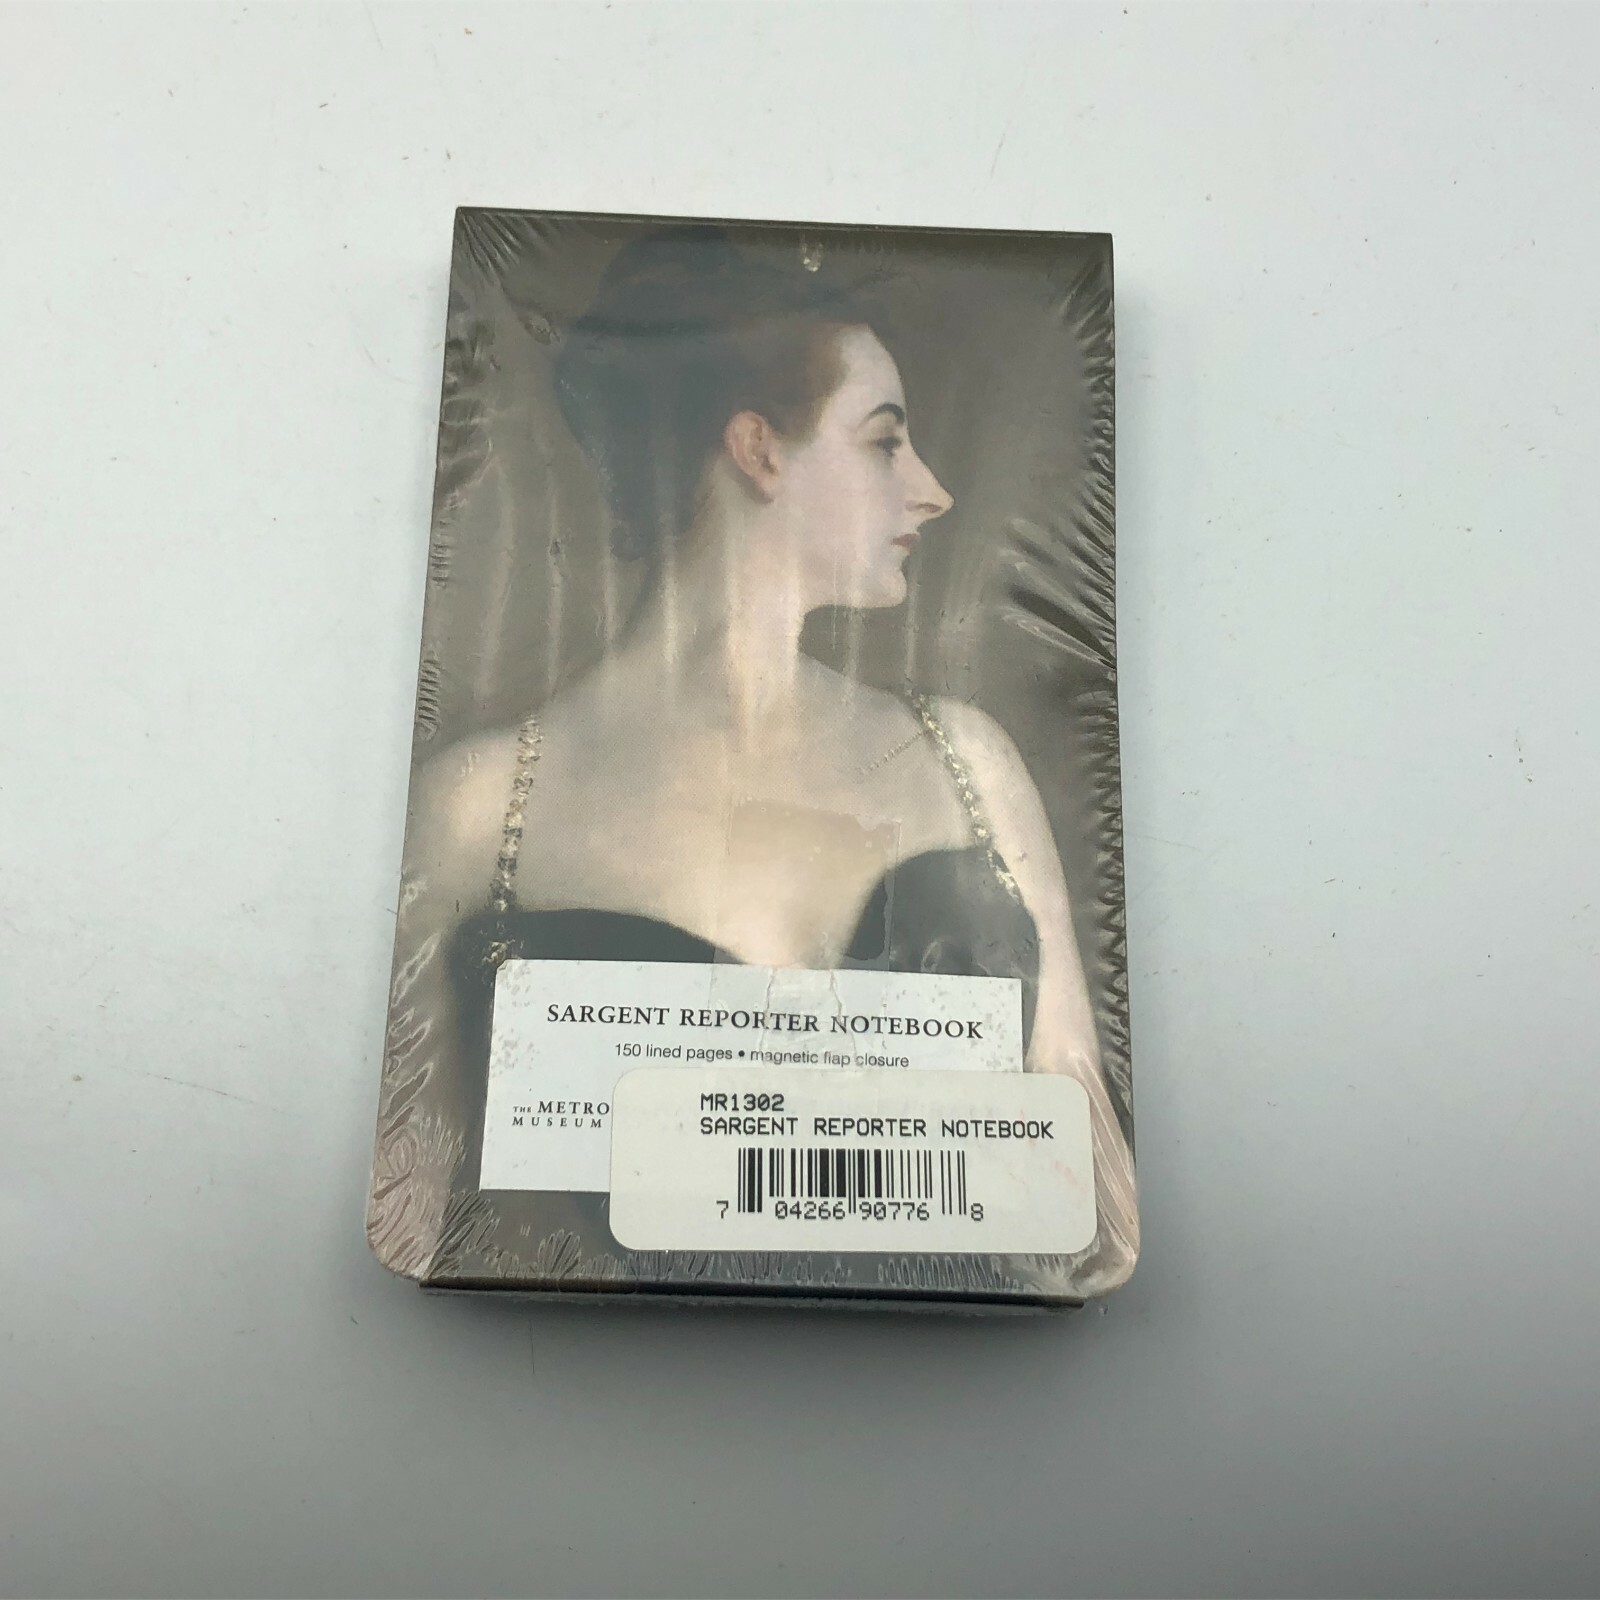 SARGENT REPORTER NOTEBOOK
150 lined pages • magnetic flap closure
THE METRO
MUSEUM
MR1302
SARGENT REPORTER NOTEBOOK
7 04266 90776 8